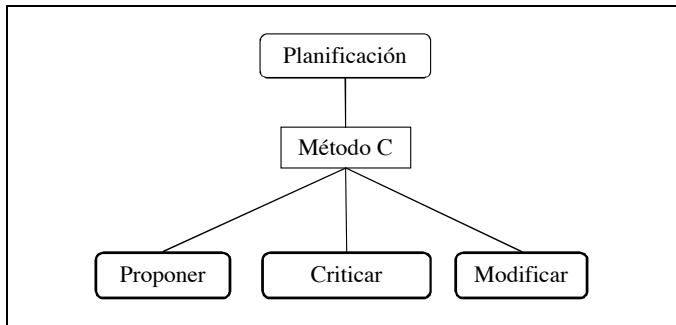 Planificación
Método C
Proponer
Criticar
Modificar